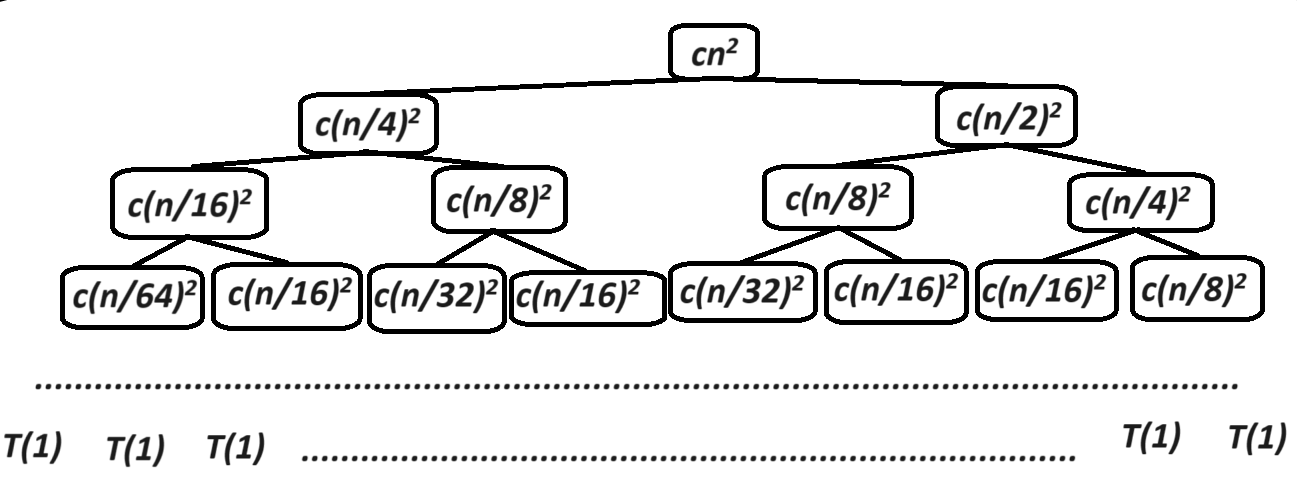 cn²
c(n/4)² c(n/2)²
c(n/16)² c(n/8)² c(n/8)² c(n/4)²
c(n/64)² c(n/16)² c(n/32)² c(n/16)² c(n/32)² c(n/16)² c(n/16)² c(n/8)²
........................................................................................................................
T(1) T(1) T(1) ............................................................................. T(1) T(1)